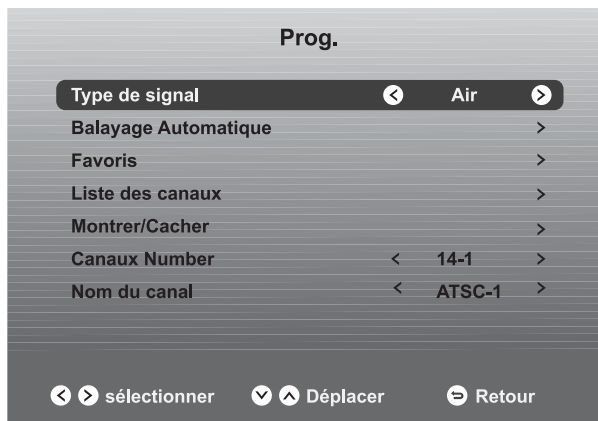 Prog.
Type de signal < Air >
Balayage Automatique >
Favoris >
Liste des canaux >
Montrer/Cacher >
Canaux Number < 14-1 >
Nom du canal < ATSC-1 >
sélectionner Déplacer Retour